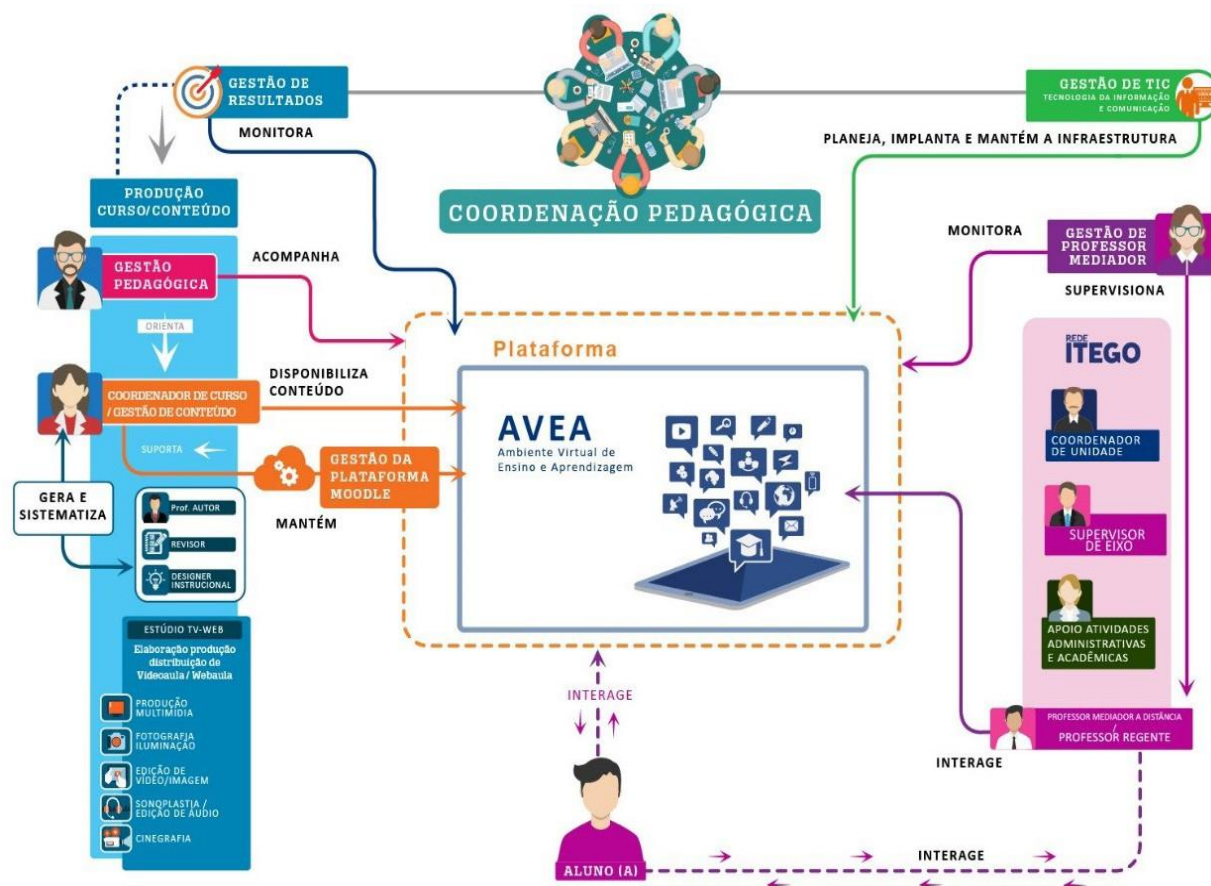 GESTÃO DE
RESULTADOS
MONITORA
GESTÃO DE TIC
TECNOLOGIA DA INFORMAÇÃO
E COMUNICAÇÃO
PLANEJA, IMPLANTA E MANTÉM A INFRAESTRUTURA
COORDENAÇÃO PEDAGÓGICA
PRODUÇÃO
CURSO/CONTEÚDO
GESTÃO
PEDAGÓGICA
ACOMPANHA
ORIENTA
COORDENADOR DE CURSO
/ GESTÃO DE CONTEÚDO
DISPONIBILIZA
CONTEÚDO
SUPORTA
GESTÃO DA
PLATAFORMA
MOODLE
MANTÉM
GERA E
SISTEMATIZA
Prof. AUTOR
REVISOR
DESIGNER
INSTRUCIONAL
ESTÚDIO TV-WEB
Elaboração produção
distribuição de
Videoaula / Webaula
PRODUÇÃO
MULTIMÍDIA
FOTOGRAFIA
ILUMINAÇÃO
EDIÇÃO DE
VÍDEO/IMAGEM
SONOPLASTIA /
EDIÇÃO DE ÁUDIO
CINEGRAFIA
Plataforma
AVEA
Ambiente Virtual de
Ensino e Aprendizagem
MONITORA
GESTÃO DE
PROFESSOR
MEDIADOR
SUPERVISIONA
REDE
ITEGO
COORDENADOR
DE UNIDADE
SUPERVISOR
DE EIXO
APOIO ATIVIDADES
ADMINISTRATIVAS
E ACADÊMICAS
PROFESSOR MEDIADOR A DISTÂNCIA
/
PROFESSOR REGENTE
INTERAGE
INTERAGE
ALUNO (A)
INTERAGE